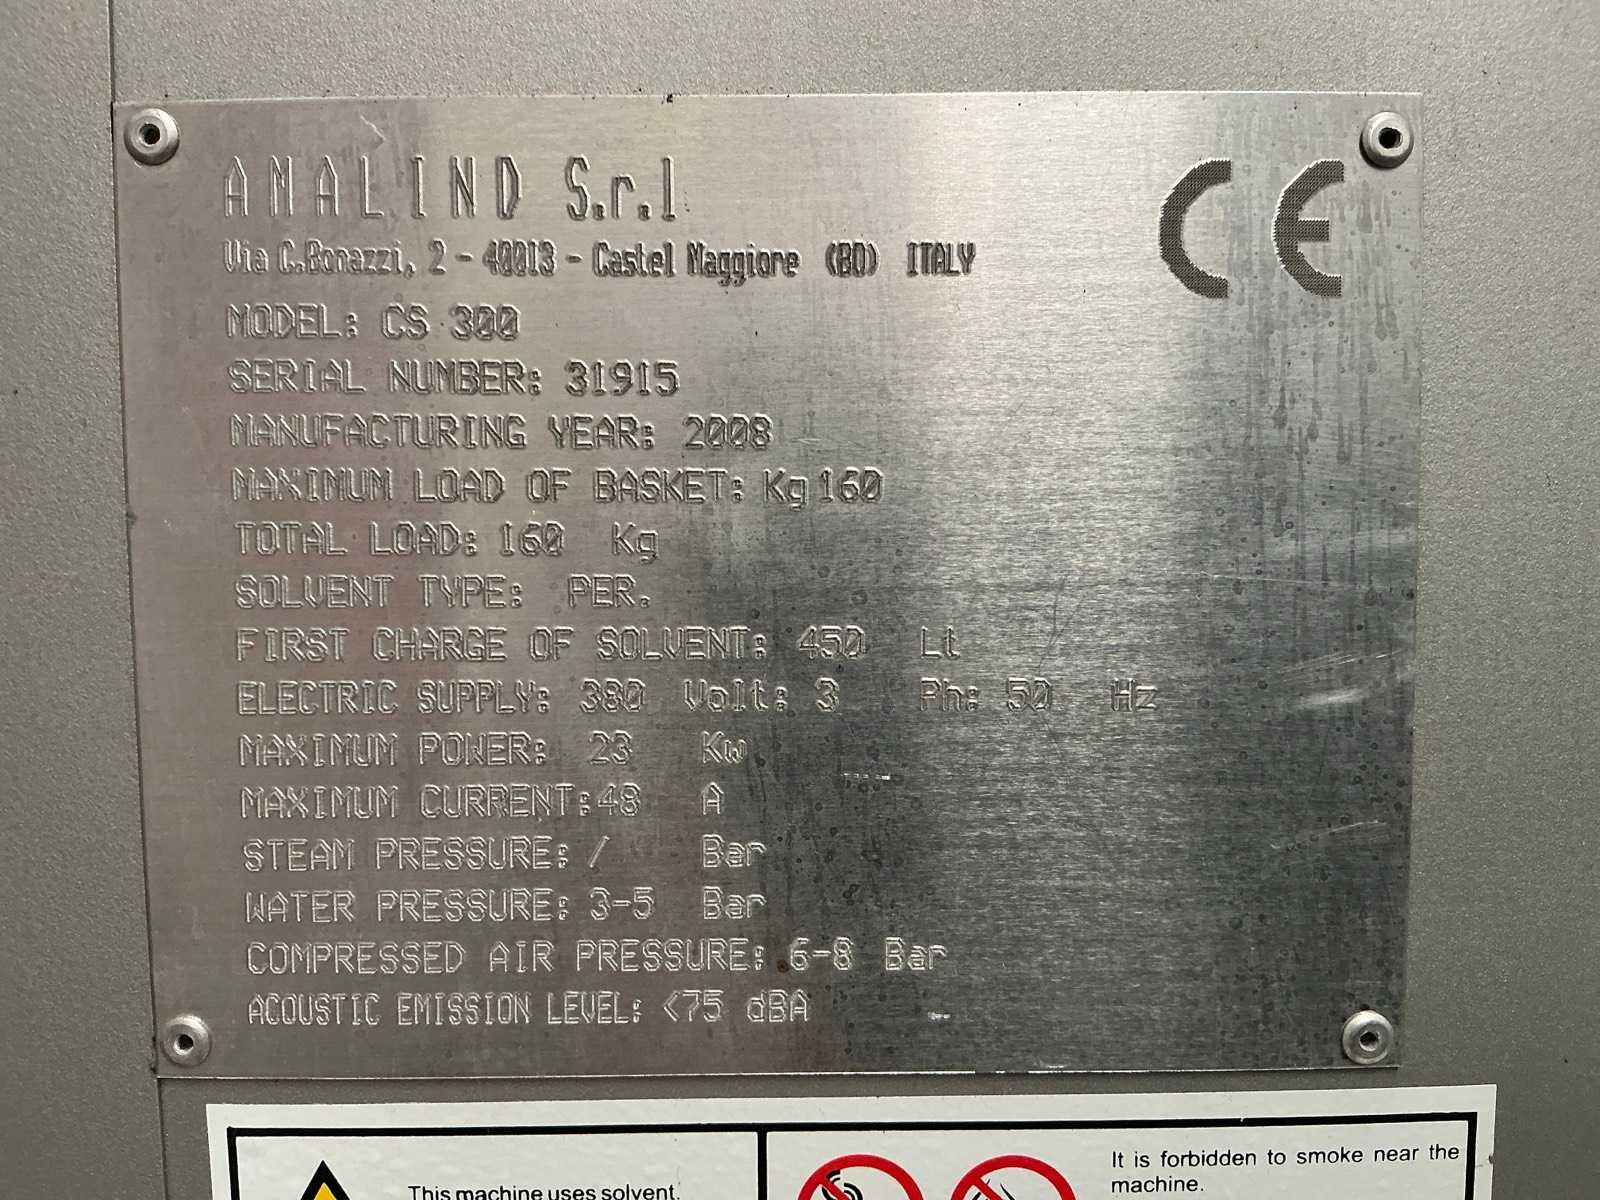 AMALIND S.r.l
CE
Via C.Bonazzi, 2 - 40013 - Castel Maggiore (BO) ITALY
MODEL: CS 300
SERIAL NUMBER: 31915
MANUFACTURING YEAR: 2008
MAXIMUM LOAD OF BASKET: Kg 160
TOTAL LOAD: 160 Kg
SOLVENT TYPE: PER.
FIRST CHARGE OF SOLVENT: 450 Lt
ELECTRIC SUPPLY: 380 Volt: 3 Ph: 50 Hz
MAXIMUM POWER: 23 Kw
MAXIMUM CURRENT: 48 A
STEAM PRESSURE: / Bar
WATER PRESSURE: 3-5 Bar
COMPRESSED AIR PRESSURE: 6-8 Bar
ACOUSTIC EMISSION LEVEL: <75 dBA
This machine uses solvent.
It is forbidden to smoke near the
machine.